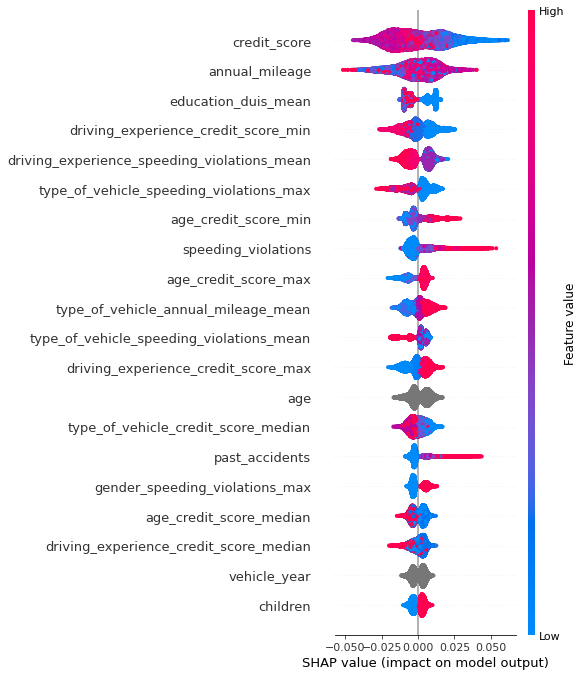 High
credit_score
annual_mileage
education_duis_mean
driving_experience_credit_score_min
driving_experience_speeding_violations_mean
type_of_vehicle_speeding_violations_max
age_credit_score_min
speeding_violations
age_credit_score_max
type_of_vehicle_annual_mileage_mean
type_of_vehicle_speeding_violations_mean
driving_experience_credit_score_max
age
type_of_vehicle_credit_score_median
past_accidents
gender_speeding_violations_max
age_credit_score_median
driving_experience_credit_score_median
vehicle_year
children
Feature value
Low
−0.050 −0.025 0.000 0.025 0.050
SHAP value (impact on model output)